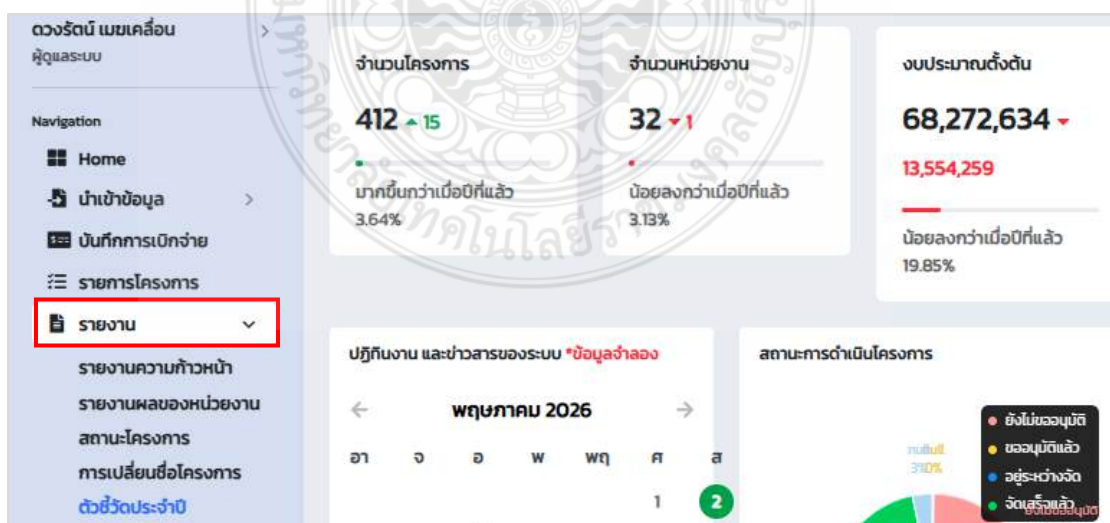 ดวงรัตน์ เมฆเคลื่อน
ผู้ดูแลระบบ
Navigation
Home
นำเข้าข้อมูล
บันทึกการเบิกจ่าย
รายการโครงการ
รายงาน
รายงานความก้าวหน้า
รายงานผลของหน่วยงาน
สถานะโครงการ
การเปลี่ยนชื่อโครงการ
ตัวชี้วัดประจำปี
จำนวนโครงการ
412 15
มากขึ้นกว่าเมื่อปีที่แล้ว
3.64%
จำนวนหน่วยงาน
32 1
น้อยลงกว่าเมื่อปีที่แล้ว
3.13%
งบประมาณตั้งต้น
68,272,634
13,554,259
น้อยลงกว่าเมื่อปีที่แล้ว
19.85%
ปฏิทินงาน และข่าวสารของระบบ *ข้อมูลจำลอง
พฤษภาคม 2026
อา จ อ พ พฤ ศ ส
1 2
สถานะการดำเนินโครงการ
ยังไม่ขออนุมัติ
ขออนุมัติแล้ว
อยู่ระหว่างจัด
จัดเสร็จแล้ว